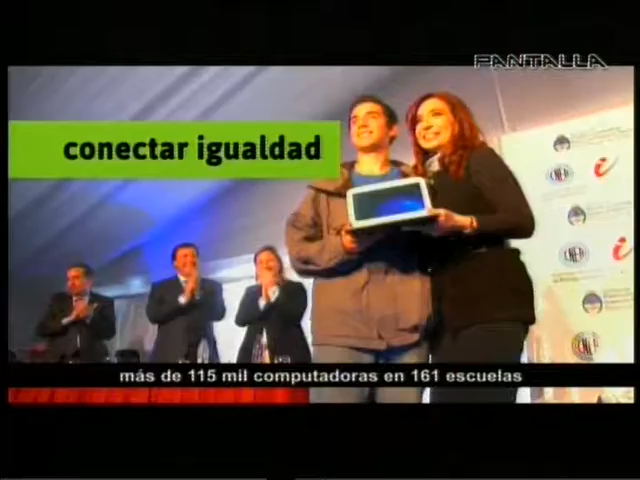 PANTALLA
conectar igualdad
más de 115 mil computadoras en 161 escuelas